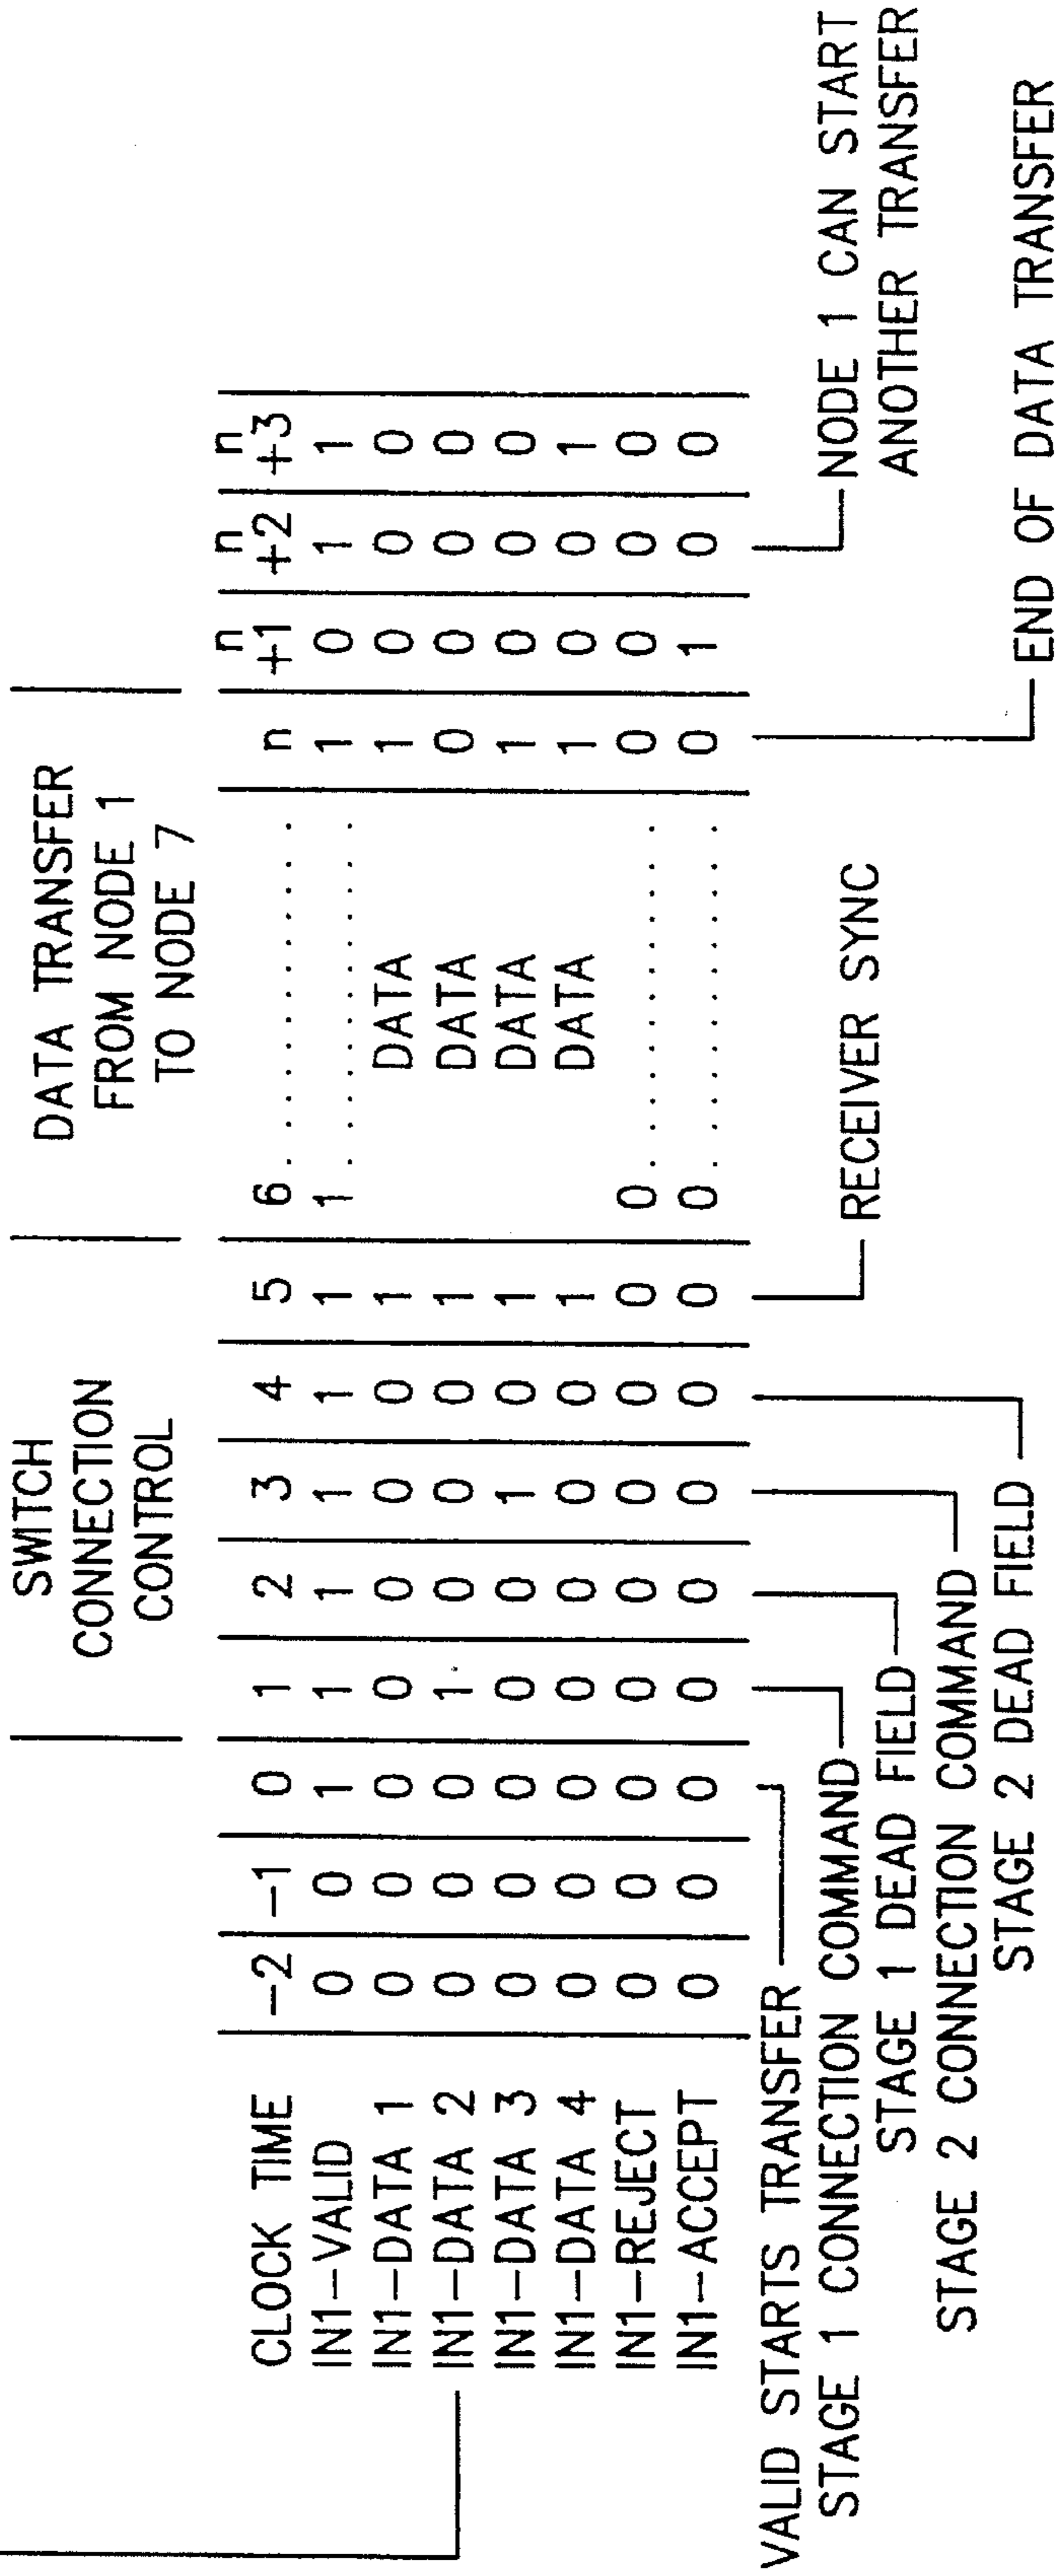 SWITCH
CONNECTION
CONTROL
DATA TRANSFER
FROM NODE 1
TO NODE 7
CLOCK TIME -2 -1 0 1 2 3 4 5 6.......... n n+1 n+2 n+3
IN1-VALID 0 0 1 1 1 1 1 1 1.......... 1 0 1 1
IN1-DATA 1 0 0 0 0 0 0 0 1 DATA 1 0 0 0
IN1-DATA 2 0 0 0 1 0 0 0 1 DATA 0 0 0 0
IN1-DATA 3 0 0 0 0 0 1 0 1 DATA 1 0 0 0
IN1-DATA 4 0 0 0 0 0 0 0 1 DATA 1 0 0 1
IN1-REJECT 0 0 0 0 0 0 0 0 0.......... 0 0 0 0
IN1-ACCEPT 0 0 0 0 0 0 0 0 0.......... 0 1 0 0
VALID STARTS TRANSFER
STAGE 1 CONNECTION COMMAND
STAGE 1 DEAD FIELD
STAGE 2 CONNECTION COMMAND
STAGE 2 DEAD FIELD
RECEIVER SYNC
NODE 1 CAN START
ANOTHER TRANSFER
END OF DATA TRANSFER